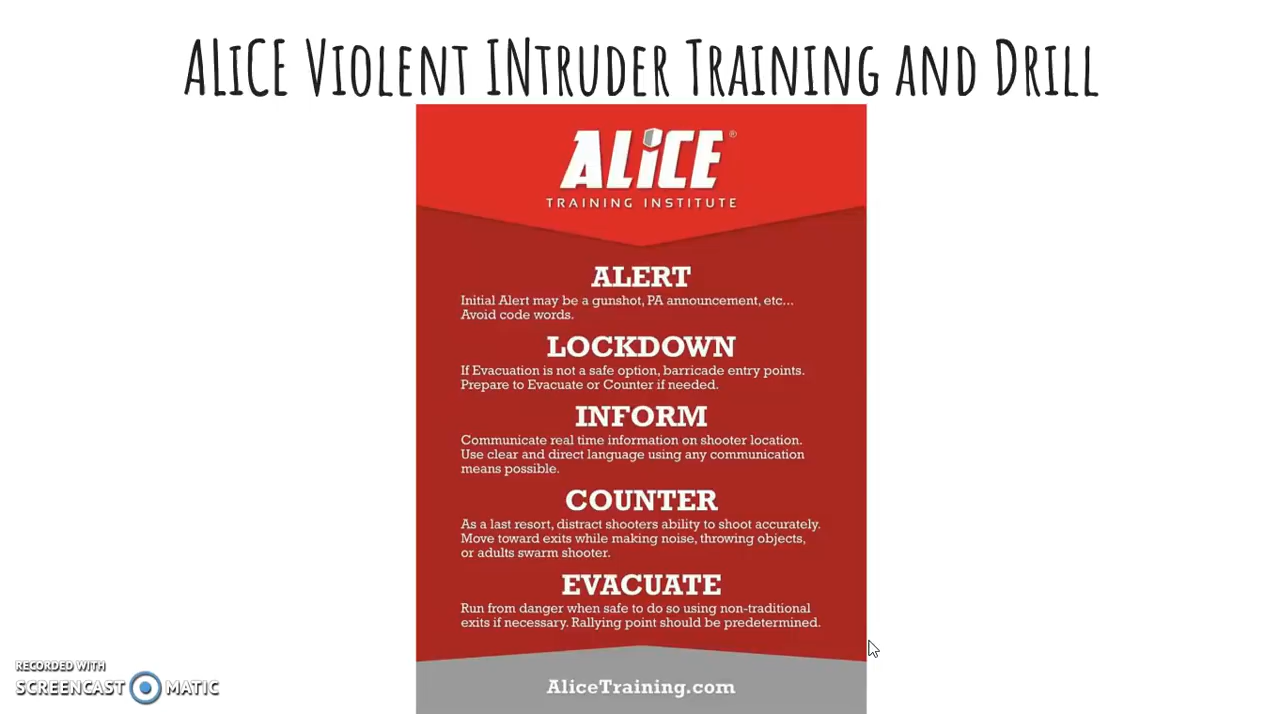 ALiCE Violent INtruder Training and Drill
ALiCE®
TRAINING INSTITUTE
ALERT
Initial Alert may be a gunshot, PA announcement, etc...
Avoid code words.
LOCKDOWN
If Evacuation is not a safe option, barricade entry points.
Prepare to Evacuate or Counter if needed.
INFORM
Communicate real time information on shooter location.
Use clear and direct language using any communication
means possible.
COUNTER
As a last resort, distract shooters ability to shoot accurately.
Move toward exits while making noise, throwing objects,
or adults swarm shooter.
EVACUATE
Run from danger when safe to do so using non-traditional
exits if necessary. Rallying point should be predetermined.
AliceTraining.com
RECORDED WITH
SCREENCAST MATIC